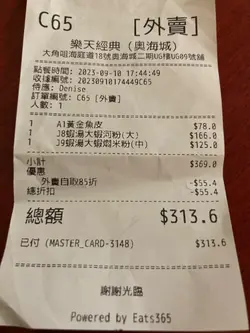 C65 [外賣]
樂天經典 (奧海城)
大角咀海庭道18號奧海城二期UG樓UG09號舖
點餐時間: 2023-09-10 17:44:49
收據編號: 20230910174449C65
侍應: Denise
訂單編號: C65 [外賣]
人數: 1
1 A1黃金魚皮 $78.0
1 J8蝦湯大蝦河粉(大) $166.0
1 J9蝦湯大蝦烳米粉(中) $125.0
小計 $369.0
優惠
外賣自取85折 -$55.4
總折扣 -$55.4
總額 $313.6
已付 (MASTER_CARD-3148) $313.6
謝謝光臨
Powered by Eats365